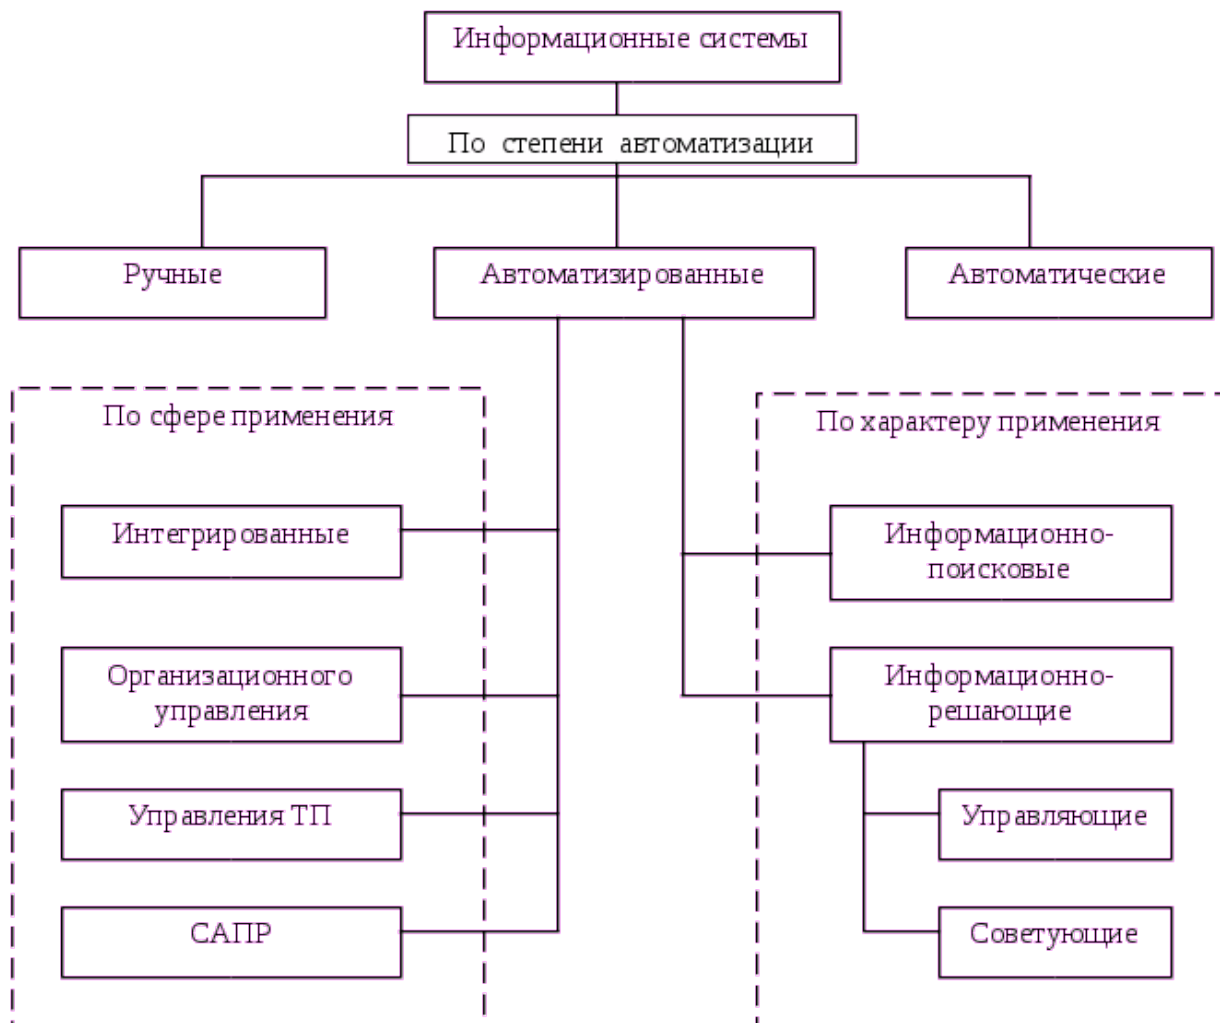 Информационные системы
По степени автоматизации
Ручные
Автоматизированные
Автоматические
По сфере применения
Интегрированные
Организационного
управления
Управления ТП
САПР
По характеру применения
Информационно-
поисковые
Информационно-
решающие
Управляющие
Советующие